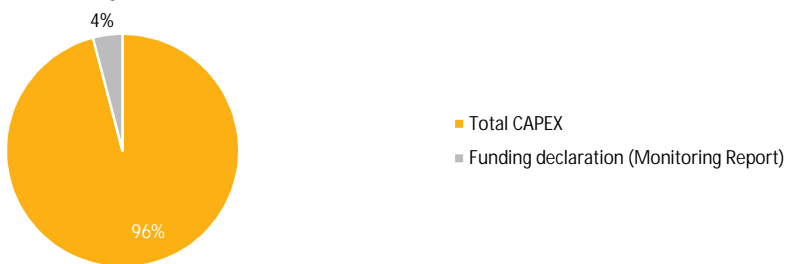 4%
Total CAPEX
Funding declaration (Monitoring Report)
96%